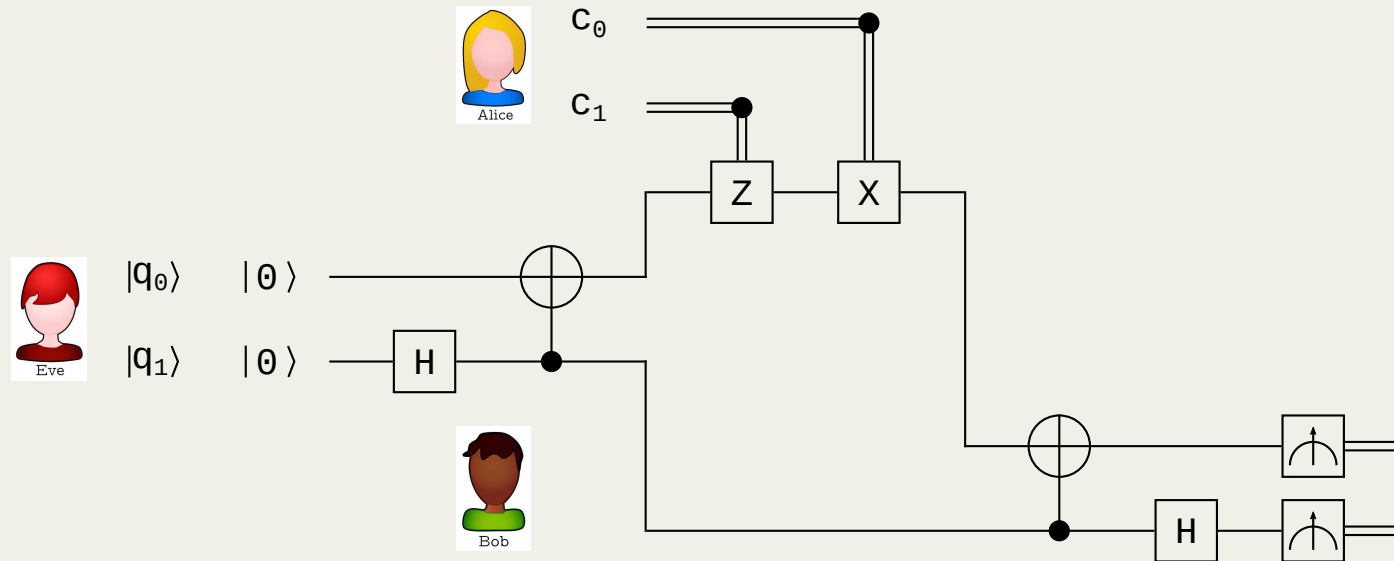 C₀
Alice
C₁
Z X
|q₀⟩ |0⟩
Eve
|q₁⟩ |0⟩ H
Bob
H